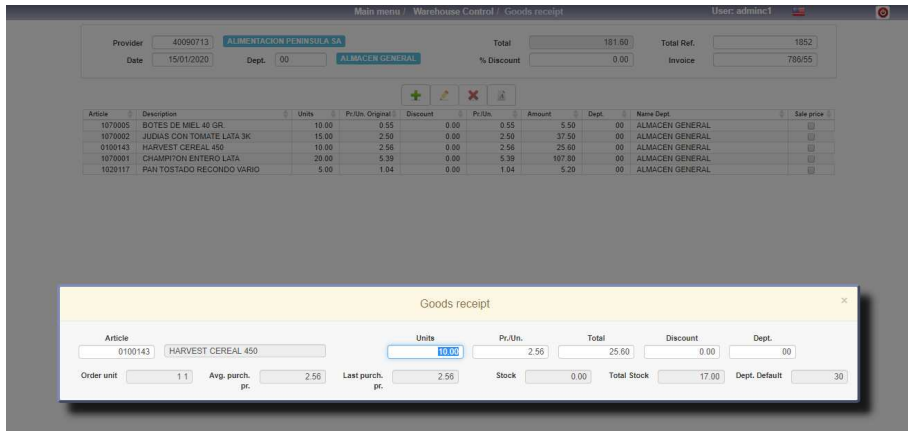 Main menu / Warehouse Control / Goods receipt User: adminc1
Provider 40090713 ALIMENTACION PENINSULA SA Total 181.60 Total Ref. 1852
Date 15/01/2020 Dept. 00 ALMACEN GENERAL % Discount 0.00 Invoice 786/55
Article Description Units Pr./Un. Original Discount Pr./Un. Amount Dept. Name Dept. Sale price
1070005 BOTES DE MIEL 40 GR. 10.00 0.55 0.00 0.55 5.50 00 ALMACEN GENERAL
1070002 JUDIAS CON TOMATE LATA 3K 15.00 2.50 0.00 2.50 37.50 00 ALMACEN GENERAL
0100143 HARVEST CEREAL 450 10.00 2.56 0.00 2.56 25.60 00 ALMACEN GENERAL
1070001 CHAMPI?ON ENTERO LATA 20.00 5.39 0.00 5.39 107.80 00 ALMACEN GENERAL
1020117 PAN TOSTADO RECONDO VARIO 5.00 1.04 0.00 1.04 5.20 00 ALMACEN GENERAL
Goods receipt ×
Article Units Pr./Un. Total Discount Dept.
0100143 HARVEST CEREAL 450 10.00 2.56 25.60 0.00 00
Order unit 1 1 Avg. purch. pr. 2.56 Last purch. pr. 2.56 Stock 0.00 Total Stock 17.00 Dept. Default 30